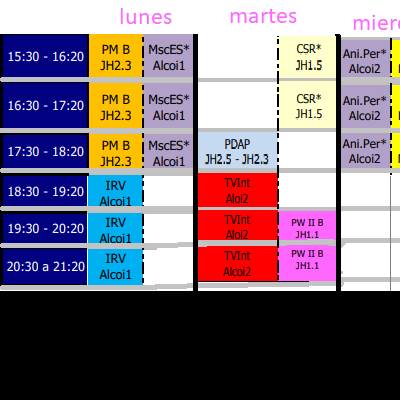 lunes martes mierc
15:30 - 16:20 PM B MscES* CSR* Ani.Per*
JH2.3 Alcoi1 JH1.5 Alcoi2
16:30 - 17:20 PM B MscES* CSR* Ani.Per*
JH2.3 Alcoi1 JH1.5 Alcoi2
17:30 - 18:20 PM B MscES* PDAP Ani.Per*
JH2.3 Alcoi1 JH2.5 - JH2.3 Alcoi2
18:30 - 19:20 IRV TVInt
Alcoi1 Aloi2
19:30 - 20:20 IRV TVInt PW II B
Alcoi1 Aloi2 JH1.1
20:30 a 21:20 IRV TVInt PW II B
Alcoi1 Alcoi2 JH1.1